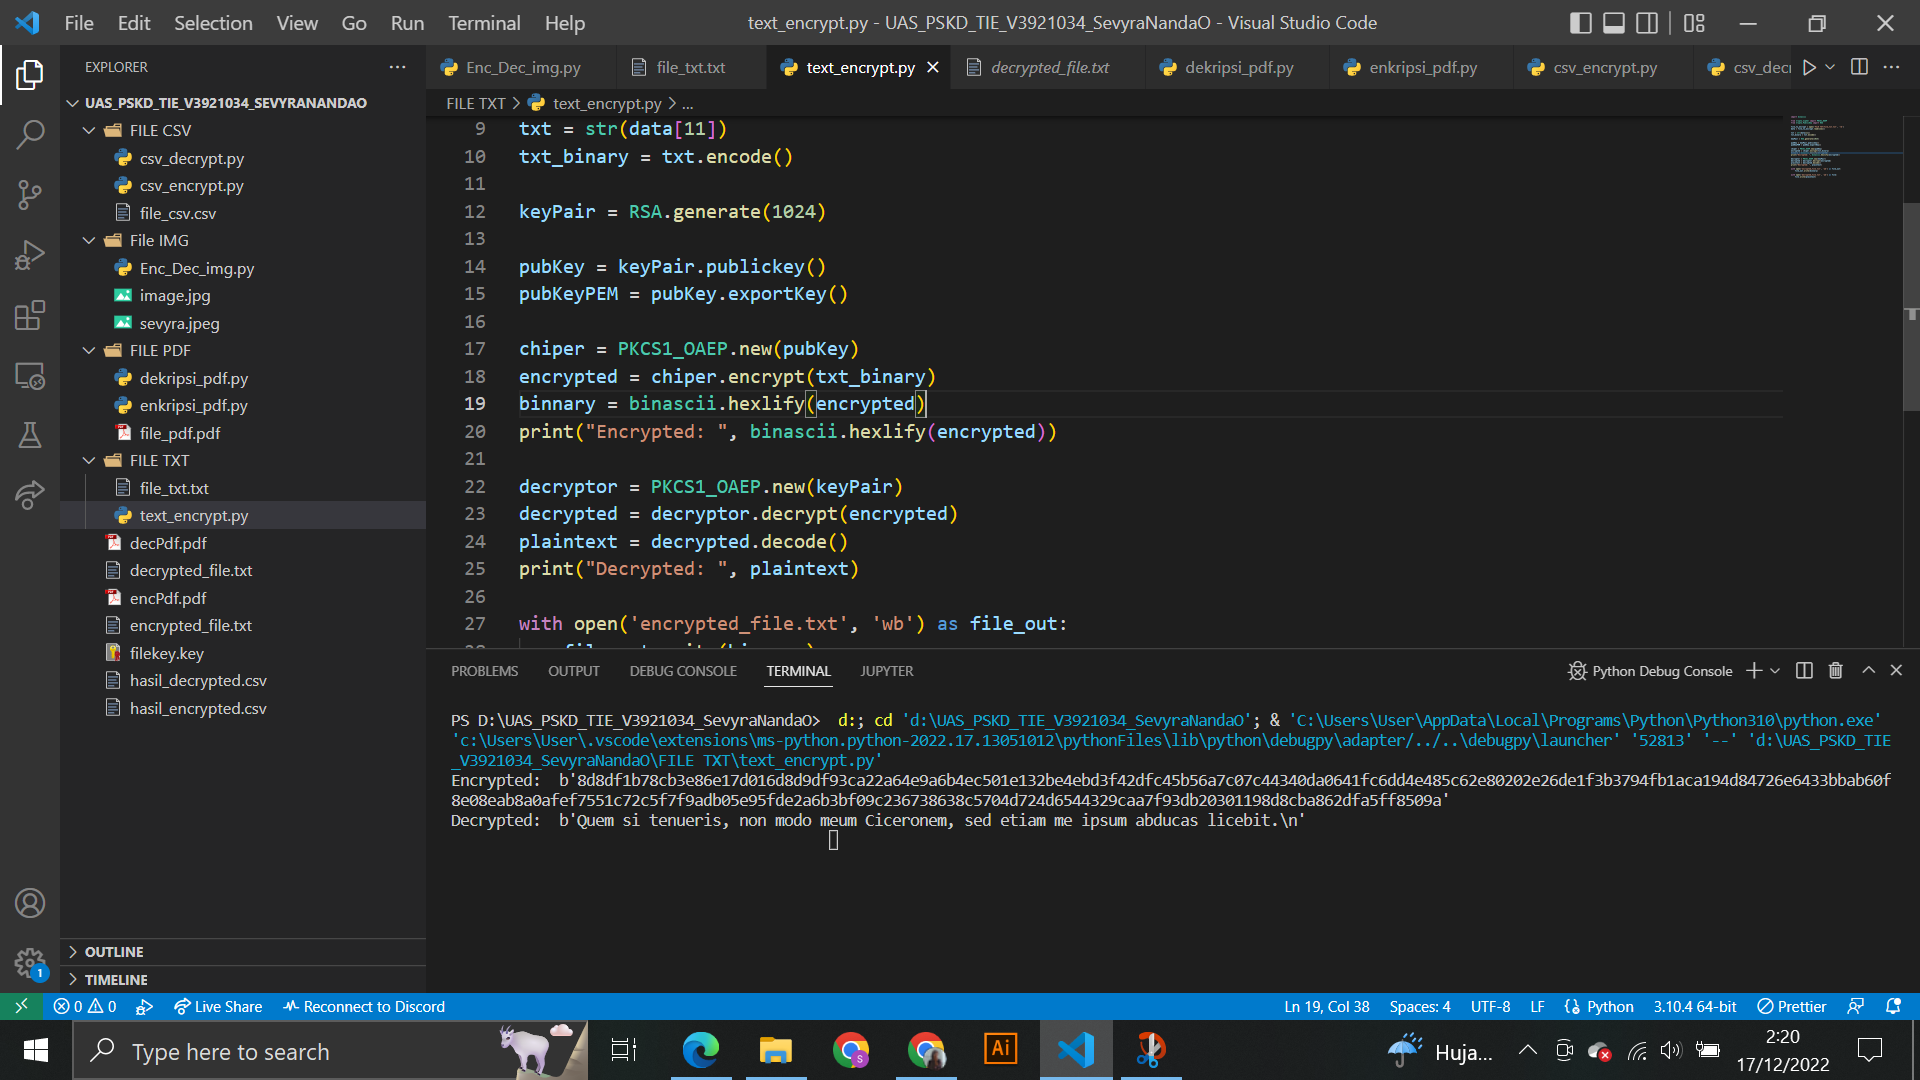 File Edit Selection View Go Run Terminal Help
text_encrypt.py - UAS_PSKD_TIE_V3921034_SevyraNandaO - Visual Studio Code
EXPLORER
UAS_PSKD_TIE_V3921034_SEVYRANANDAO
FILE CSV
csv_decrypt.py
csv_encrypt.py
file_csv.csv
File IMG
Enc_Dec_img.py
image.jpg
sevyra.jpeg
FILE PDF
dekripsi_pdf.py
enkripsi_pdf.py
file_pdf.pdf
FILE TXT
file_txt.txt
text_encrypt.py
decPdf.pdf
decrypted_file.txt
encPdf.pdf
encrypted_file.txt
filekey.key
hasil_decrypted.csv
hasil_encrypted.csv
OUTLINE
TIMELINE
Enc_Dec_img.py file_txt.txt text_encrypt.py decrypted_file.txt dekripsi_pdf.py enkripsi_pdf.py csv_encrypt.py csv_decr
FILE TXT > text_encrypt.py > ...
9 txt = str(data[11])
10 txt_binary = txt.encode()
11
12 keyPair = RSA.generate(1024)
13
14 pubKey = keyPair.publickey()
15 pubKeyPEM = pubKey.exportKey()
16
17 chiper = PKCS1_OAEP.new(pubKey)
18 encrypted = chiper.encrypt(txt_binary)
19 binnary = binascii.hexlify(encrypted)
20 print("Encrypted: ", binascii.hexlify(encrypted))
21
22 decryptor = PKCS1_OAEP.new(keyPair)
23 decrypted = decryptor.decrypt(encrypted)
24 plaintext = decrypted.decode()
25 print("Decrypted: ", plaintext)
26
27 with open('encrypted_file.txt', 'wb') as file_out:
PROBLEMS OUTPUT DEBUG CONSOLE TERMINAL JUPYTER
Python Debug Console
PS D:\UAS_PSKD_TIE_V3921034_SevyraNandaO> d:; cd 'd:\UAS_PSKD_TIE_V3921034_SevyraNandaO'; & 'C:\Users\User\AppData\Local\Programs\Python\Python310\python.exe'
'c:\Users\User\.vscode\extensions\ms-python.python-2022.17.13051012\pythonFiles\lib\python\debugpy\adapter/../..\debugpy\launcher' '52813' '--' 'd:\UAS_PSKD_TIE
_V3921034_SevyraNandaO\FILE TXT\text_encrypt.py'
Encrypted:  b'8d8df1b78cb3e86e17d016d8d9df93ca22a64e9a6b4ec501e132be4ebd3f42dfc45b56a7c07c44340da0641fc6dd4e485c62e80202e26de1f3b3794fb1aca194d84726e6433bbab60f
8e08eab8a0afef7551c72c5f7f9adb05e95fde2a6b3bf09c236738638c5704d724d6544329caa7f93db20301198d8cba862dfa5ff8509a'
Decrypted:  b'Quem si tenueris, non modo meum Ciceronem, sed etiam me ipsum abducas licebit.\n'
1
0 0 Live Share Reconnect to Discord
Ln 19, Col 38 Spaces: 4 UTF-8 LF Python 3.10.4 64-bit Prettier
Type here to search
S
Ai
Huja...
2:20
17/12/2022